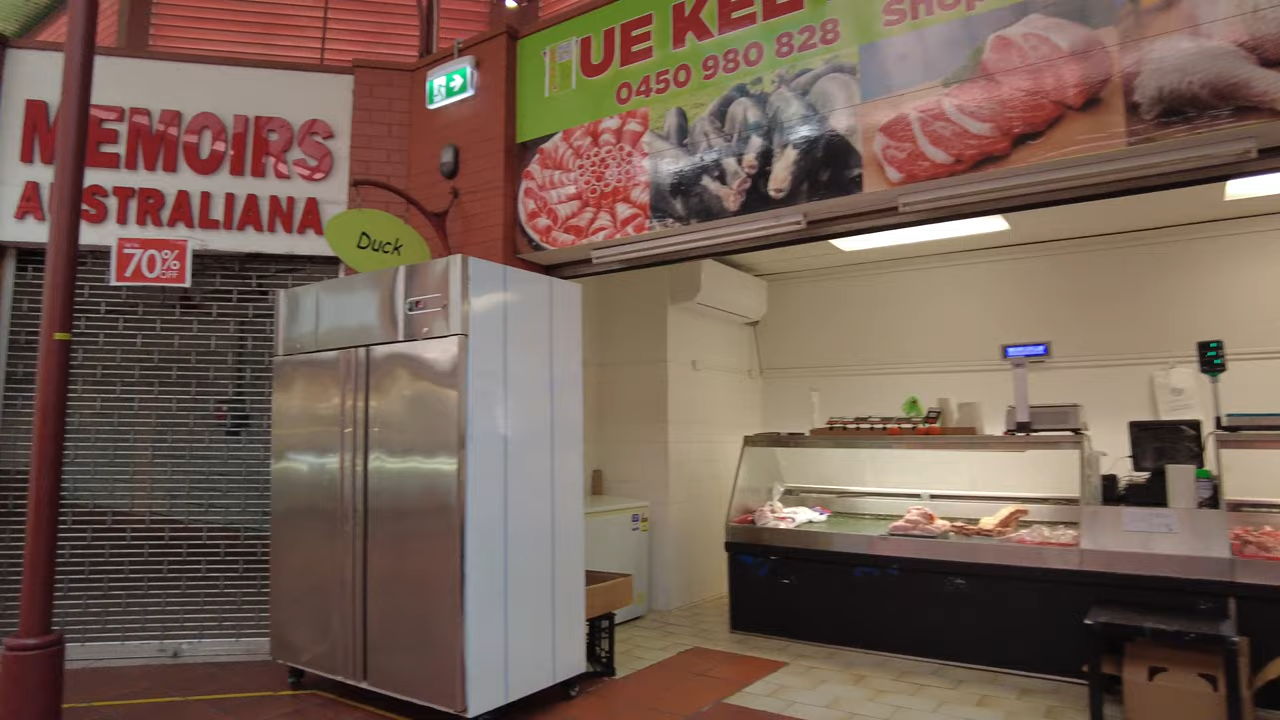 MEMOIRS
AUSTRALIANA
70%
OFF
Duck
UE KEE
0450 980 828
Shop